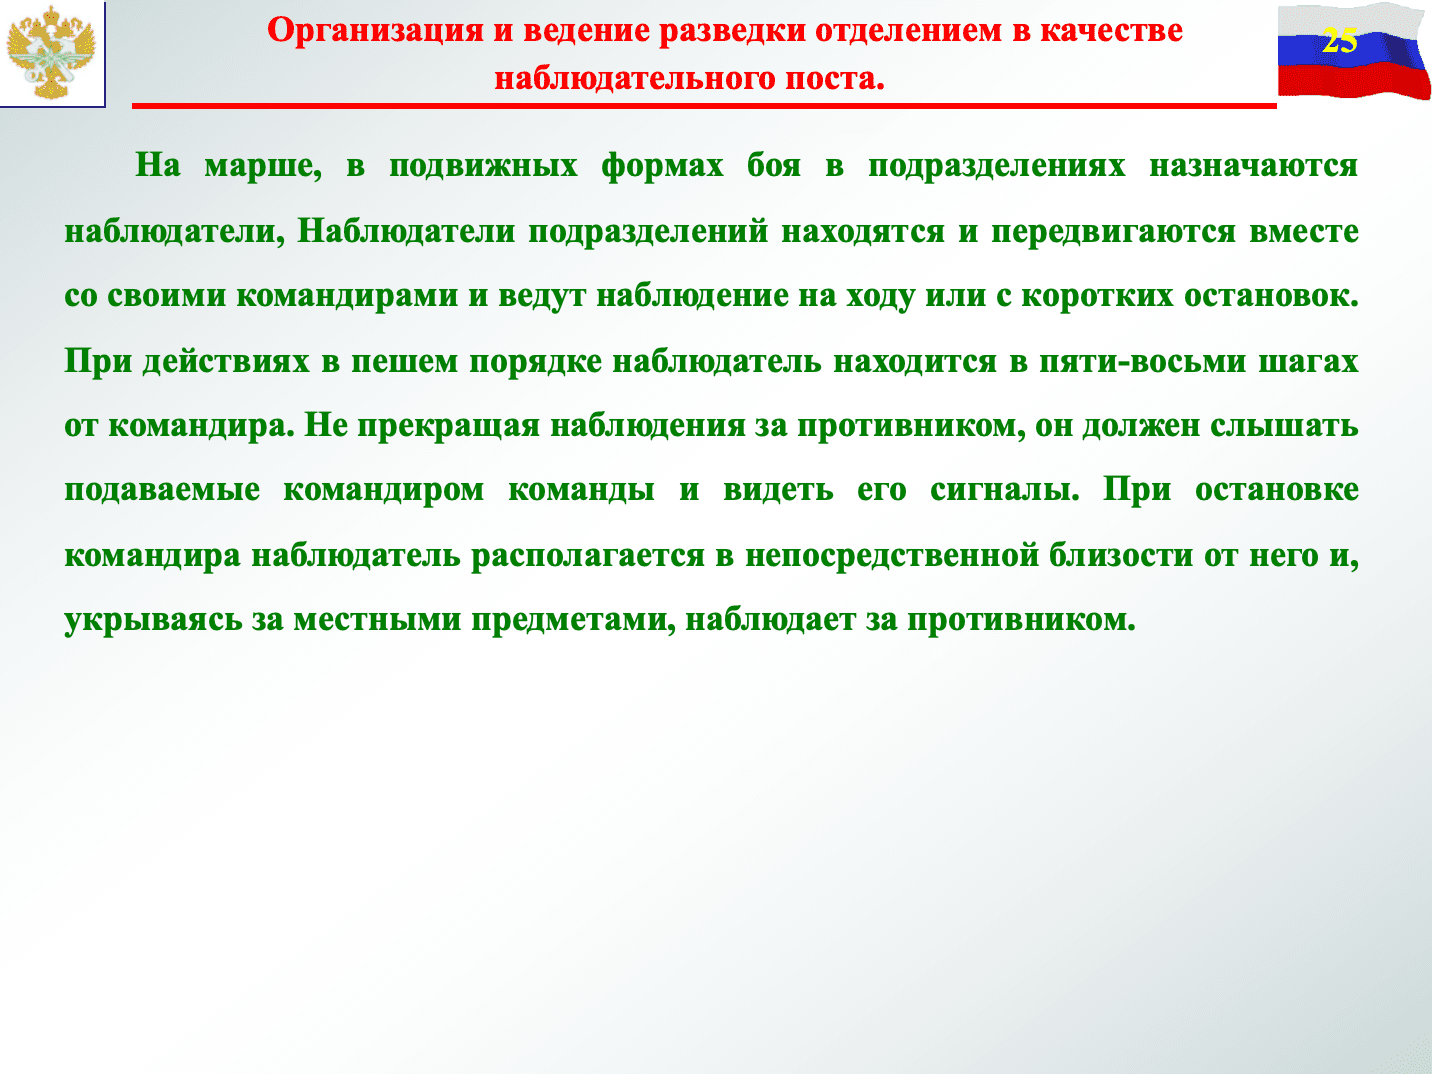 Организация и ведение разведки отделением в качестве
наблюдательного поста.
25
На марше, в подвижных формах боя в подразделениях назначаются
наблюдатели, Наблюдатели подразделений находятся и передвигаются вместе
со своими командирами и ведут наблюдение на ходу или с коротких остановок.
При действиях в пешем порядке наблюдатель находится в пяти-восьми шагах
от командира. Не прекращая наблюдения за противником, он должен слышать
подаваемые командиром команды и видеть его сигналы. При остановке
командира наблюдатель располагается в непосредственной близости от него и,
укрываясь за местными предметами, наблюдает за противником.